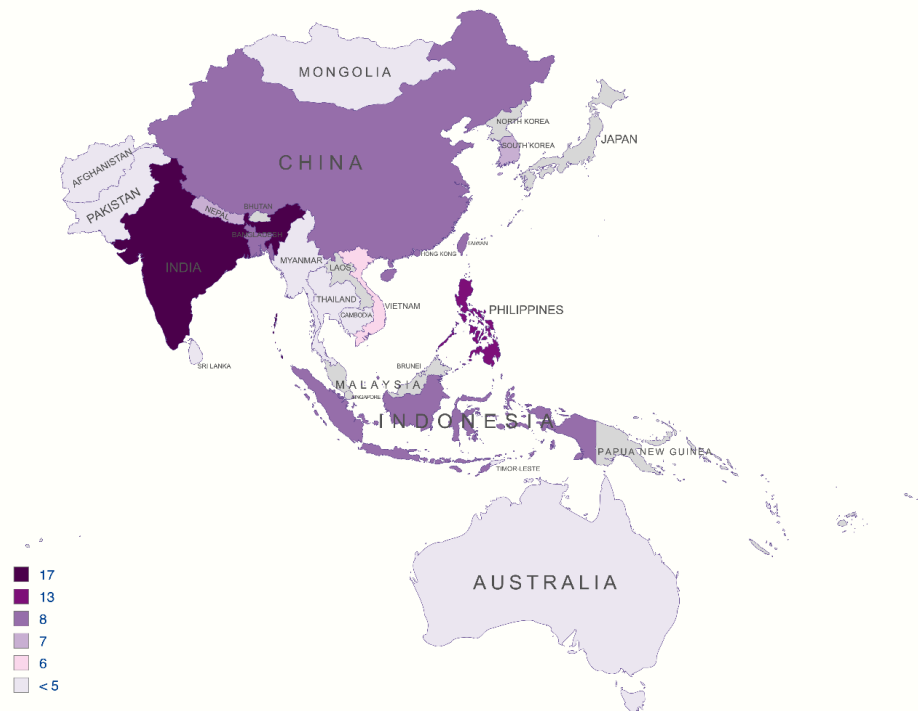 MONGOLIA
NORTH KOREA
JAPAN
SOUTH KOREA
CHINA
AFGHANISTAN
PAKISTAN
BHUTAN
NEPAL
BANGLADESH
TAIWAN
HONG KONG
MYANMAR
INDIA
LAOS
THAILAND
VIETNAM
PHILIPPINES
CAMBODIA
SRI LANKA
BRUNEI
MALAYSIA
SINGAPORE
INDONESIA
PAPUA NEW GUINEA
TIMOR LESTE
AUSTRALIA
17
13
8
7
6
< 5